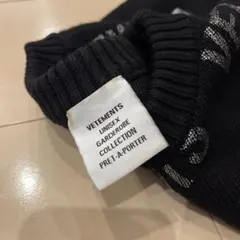 VETEMENTS
UNISEX
GARDEROBE
COLLECTION
PRET-A-PORTER